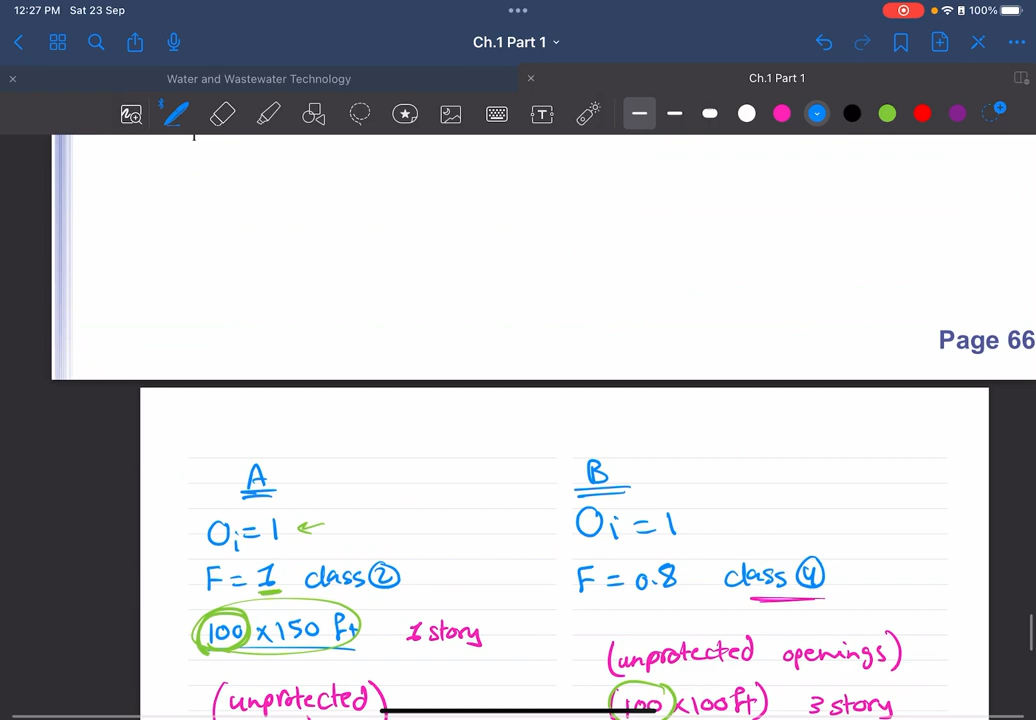 12:27 PM Sat 23 Sep
100%
Ch.1 Part 1
Water and Wastewater Technology
Ch.1 Part 1
Page 66
A
Oi = 1
F = 1 class 2
100 x 150 ft 1 story
(unprotected)
B
Oi = 1
F = 0.8 class 4
(unprotected openings)
(100 x 100 ft) 3 story